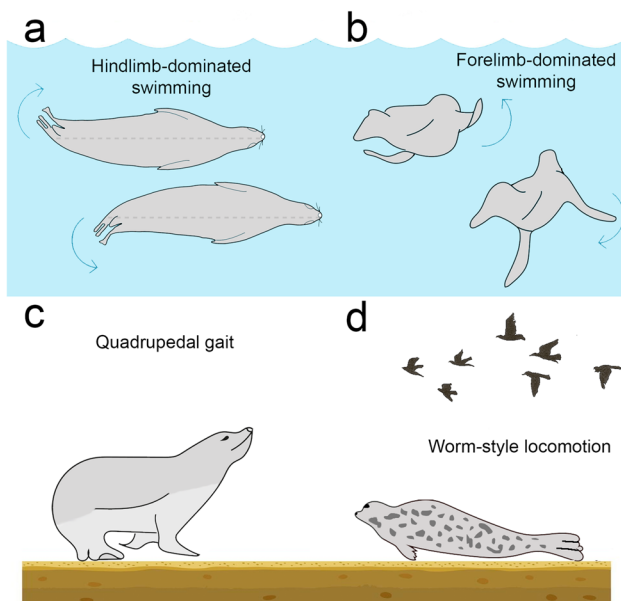 a
Hindlimb-dominated
swimming
b
Forelimb-dominated
swimming
c
Quadrupedal gait
d
Worm-style locomotion